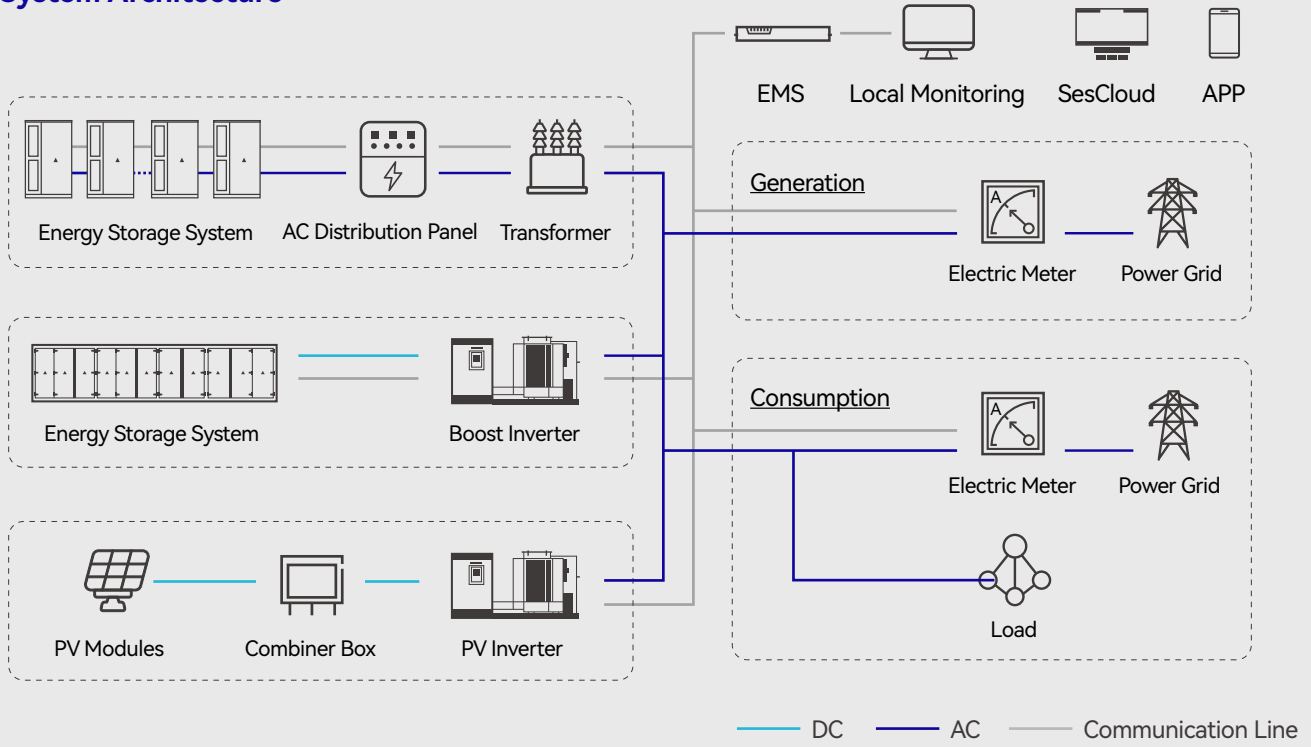 System Architecture
EMS
Local Monitoring
SesCloud
APP
Energy Storage System
AC Distribution Panel
Transformer
Generation
A
Electric Meter
Power Grid
Energy Storage System
Boost Inverter
Consumption
A
Electric Meter
Power Grid
Load
PV Modules
Combiner Box
PV Inverter
DC
AC
Communication Line